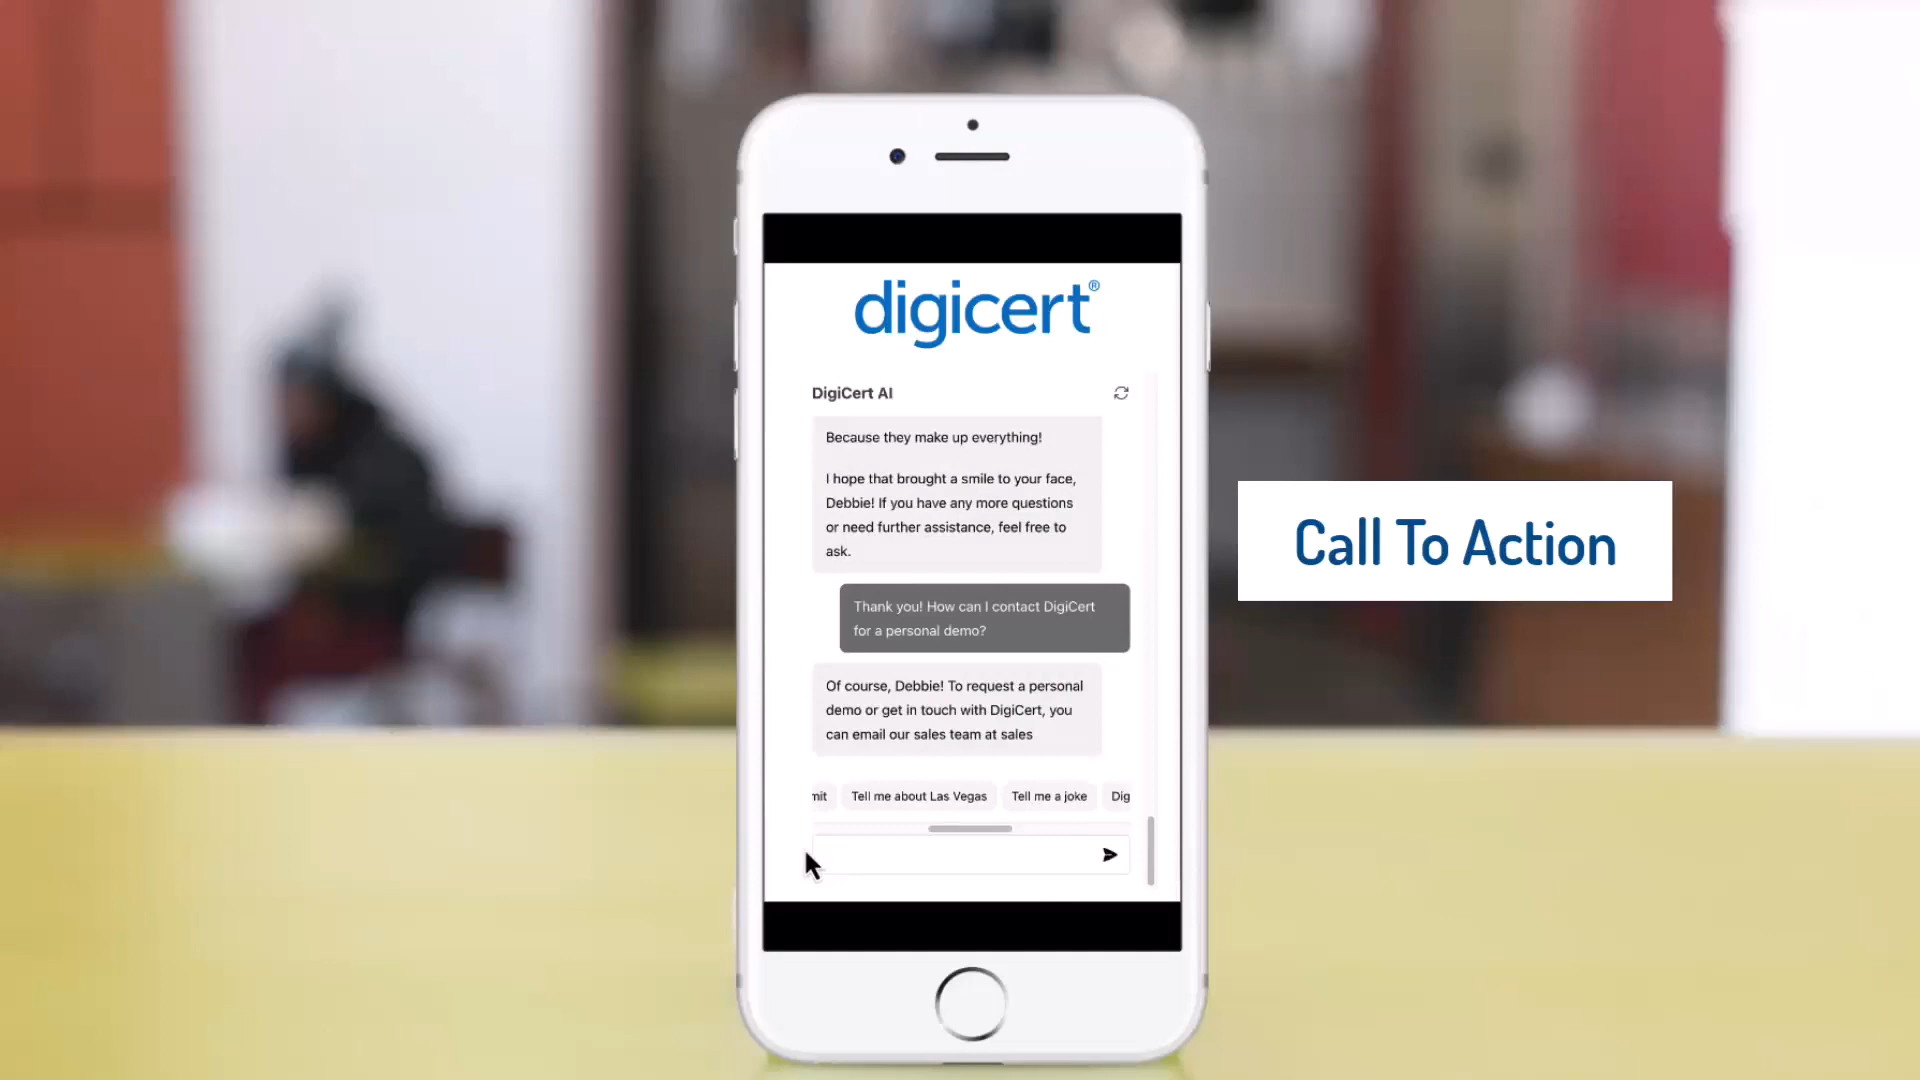 digicert®
DigiCert AI
Because they make up everything!
I hope that brought a smile to your face,
Debbie! If you have any more questions
or need further assistance, feel free to
ask.
Thank you! How can I contact DigiCert
for a personal demo?
Of course, Debbie! To request a personal
demo or get in touch with DigiCert, you
can email our sales team at sales
mit
Tell me about Las Vegas
Tell me a joke
Dig
Call To Action